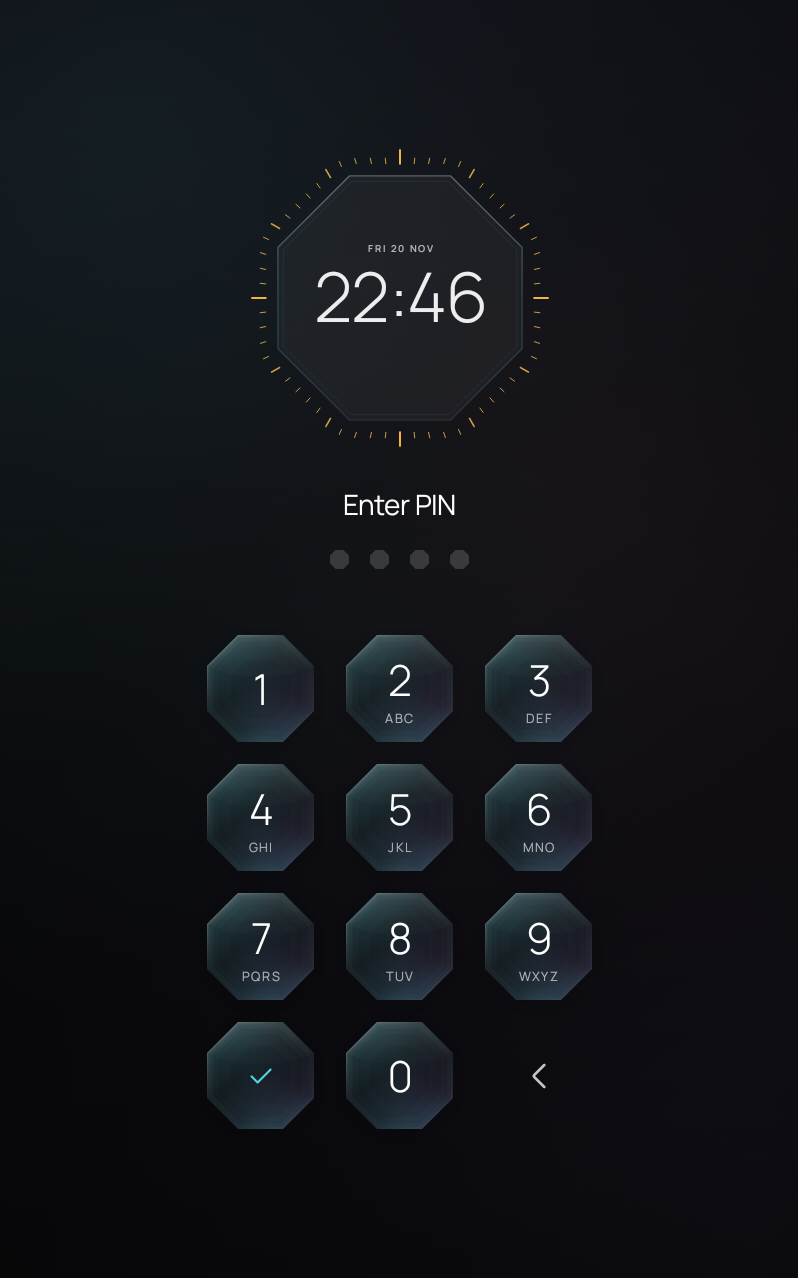 FRI 20 NOV
22:46
Enter PIN
1 2 3
ABC DEF
4 5 6
GHI JKL MNO
7 8 9
PQRS TUV WXYZ
0